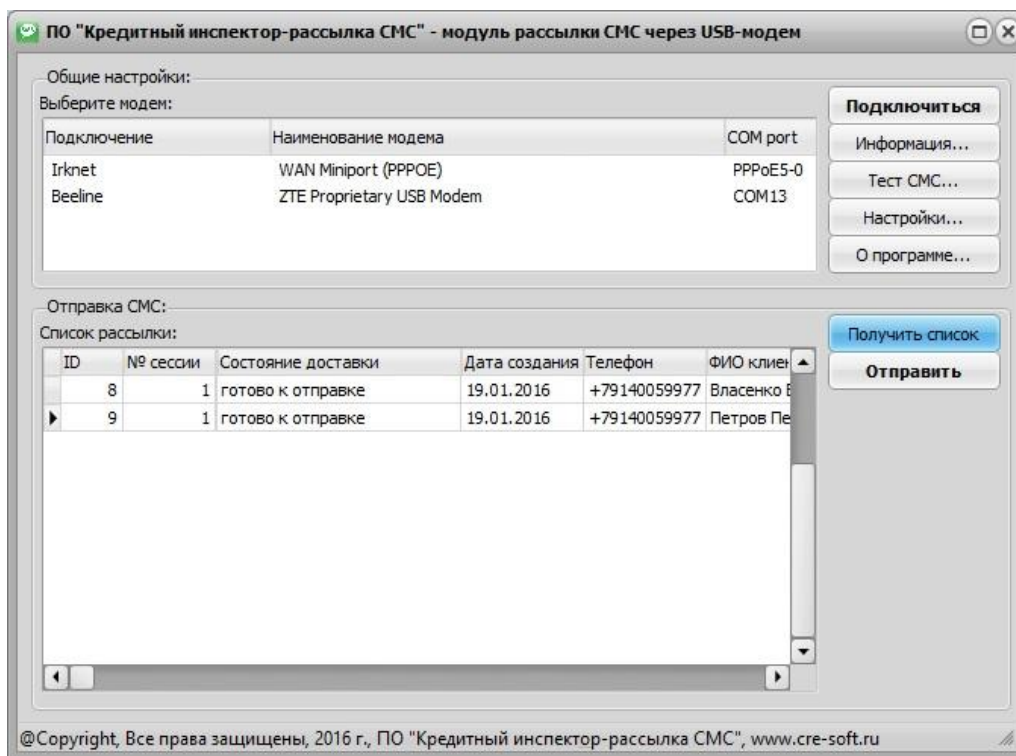 ПО "Кредитный инспектор-рассылка СМС" - модуль рассылки СМС через USB-модем
Общие настройки:
Выберите модем:
Подключение Наименование модема COM port
Irknet WAN Miniport (PPPOE) PPPoE5-0
Beeline ZTE Proprietary USB Modem COM13
Подключиться
Информация...
Тест СМС...
Настройки...
О программе...
Отправка СМС:
Список рассылки:
ID № сессии Состояние доставки Дата создания Телефон ФИО клиен
8 1 готово к отправке 19.01.2016 +79140059977 Власенко
9 1 готово к отправке 19.01.2016 +79140059977 Петров Пе
Получить список
Отправить
@Copyright, Все права защищены, 2016 г., ПО "Кредитный инспектор-рассылка СМС", www.cre-soft.ru